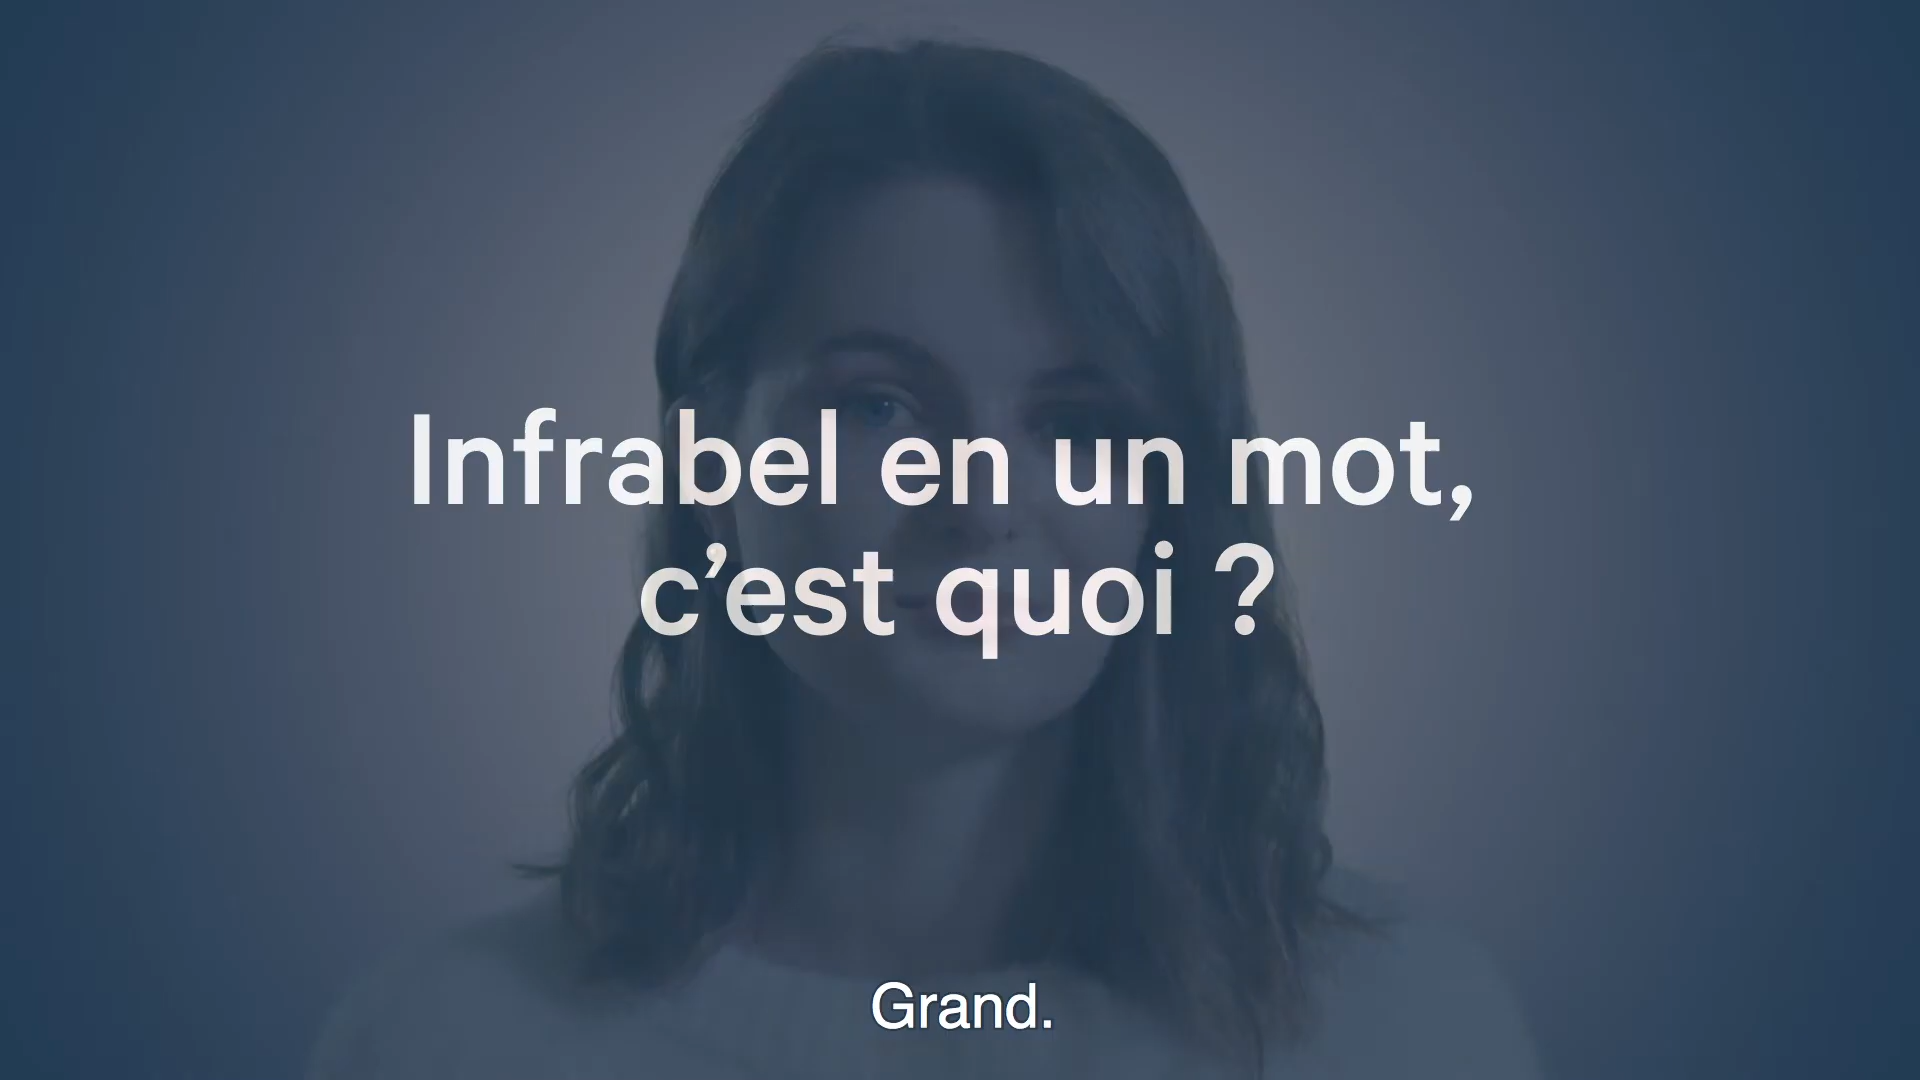 Infrabel en un mot,
c’est quoi ?
Grand.